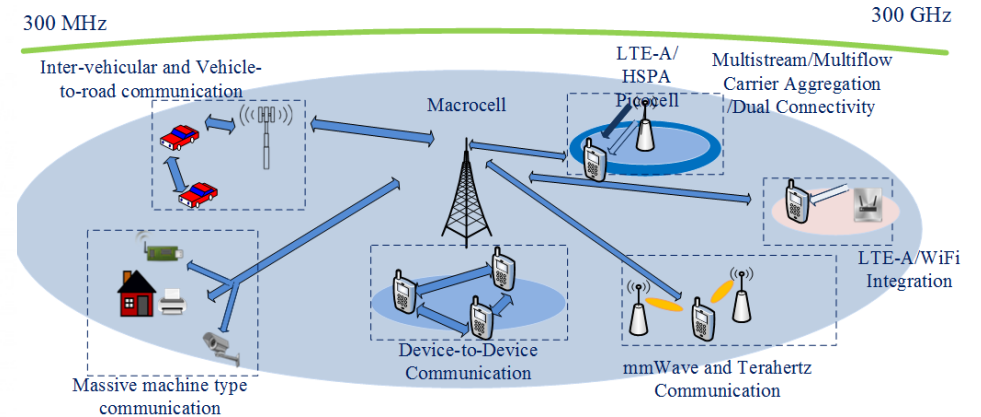 300 MHz
300 GHz
Inter-vehicular and Vehicle-
to-road communication
Macrocell
LTE-A/
HSPA
Picocell
Multistream/Multiflow
Carrier Aggregation
/Dual Connectivity
LTE-A/WiFi
Integration
Device-to-Device
Communication
mmWave and Terahertz
Communication
Massive machine type
communication